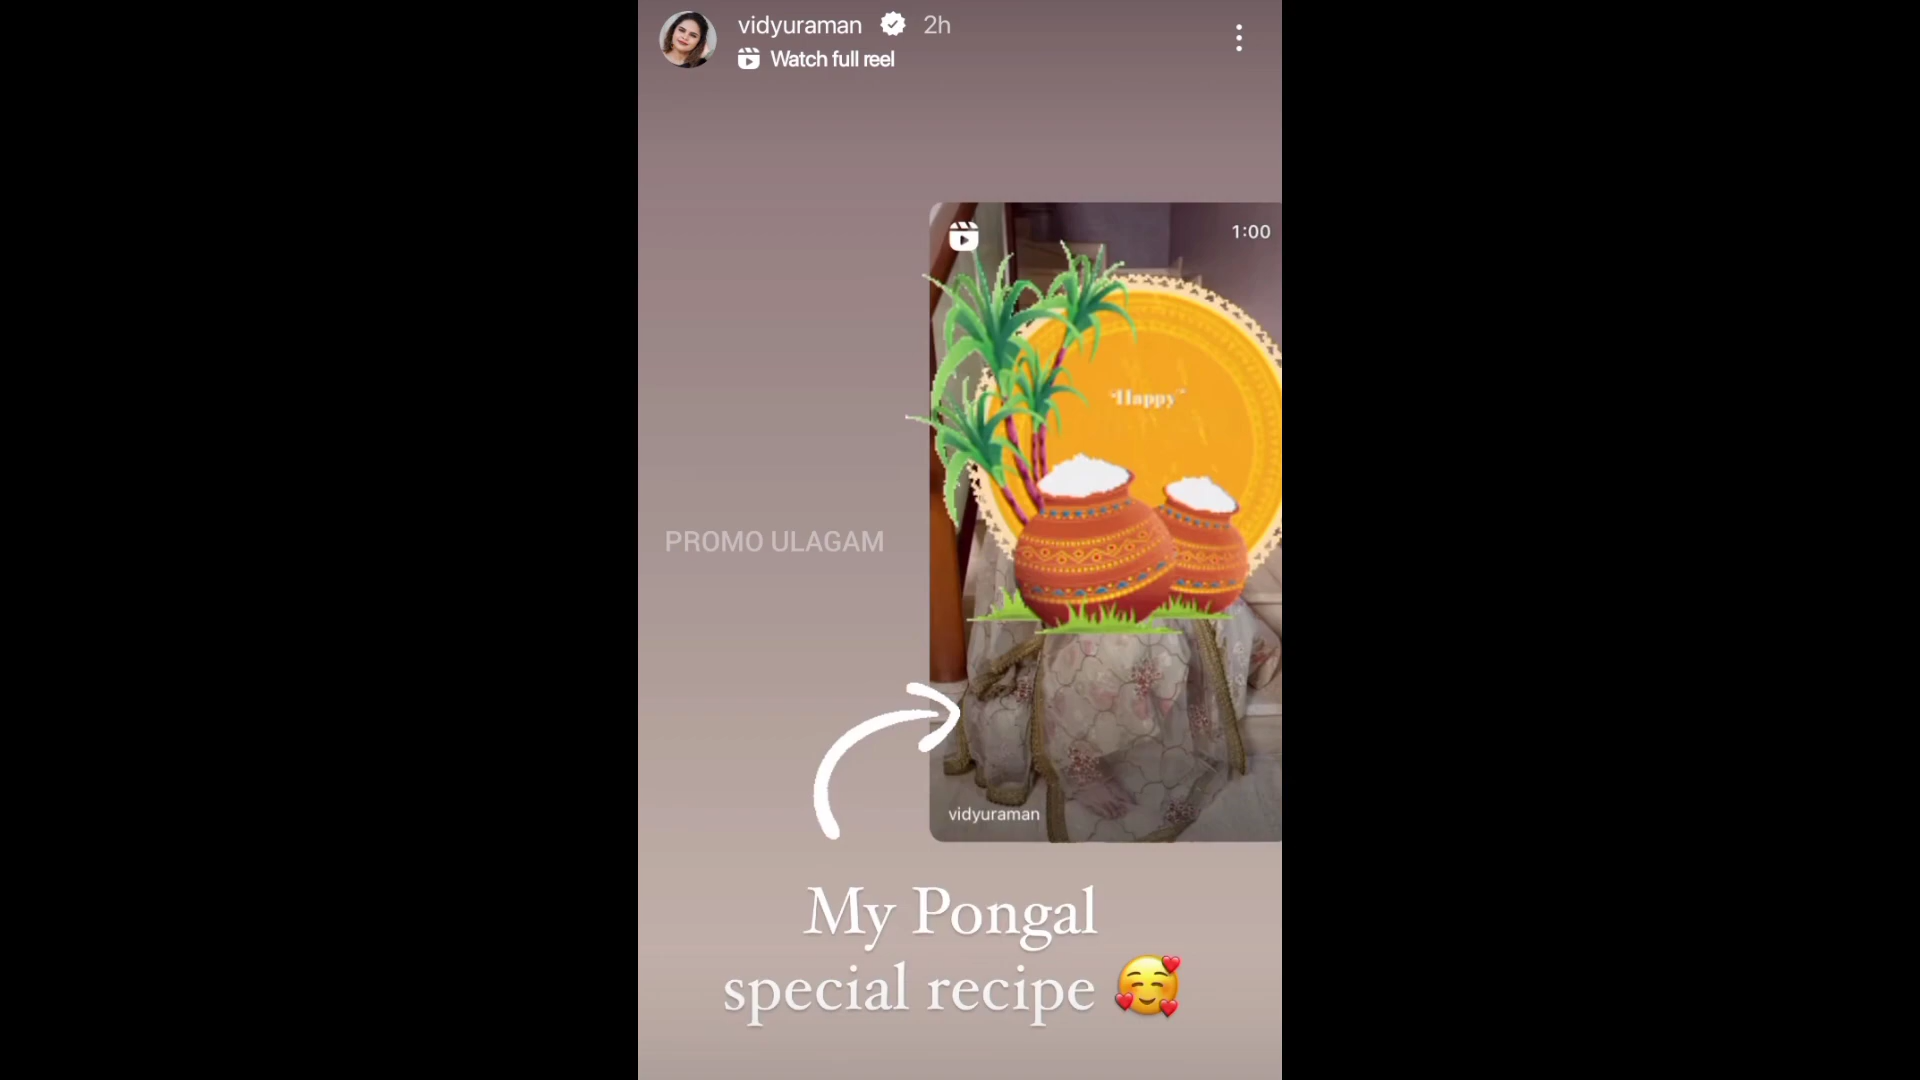 vidyuraman 2h
Watch full reel
1:00
Happy
PROMO ULAGAM
vidyuraman
My Pongal
special recipe 🥰